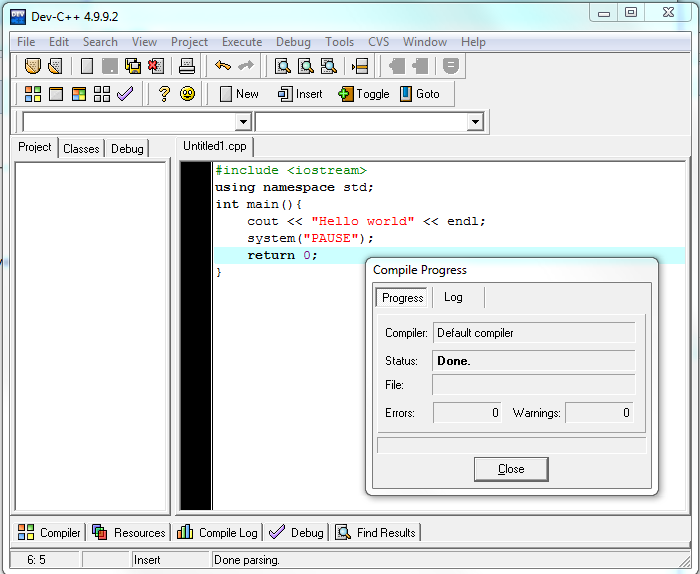 Dev-C++ 4.9.9.2
File Edit Search View Project Execute Debug Tools CVS Window Help
New Insert Toggle Goto
Project Classes Debug
Untitled1.cpp
#include <iostream>
using namespace std;
int main(){
    cout << "Hello world" << endl;
    system("PAUSE");
    return 0;
}
Compile Progress
Progress Log
Compiler: Default compiler
Status: Done.
File:
Errors: 0 Warnings: 0
Close
Compiler Resources Compile Log Debug Find Results
6: 5 Insert Done parsing.